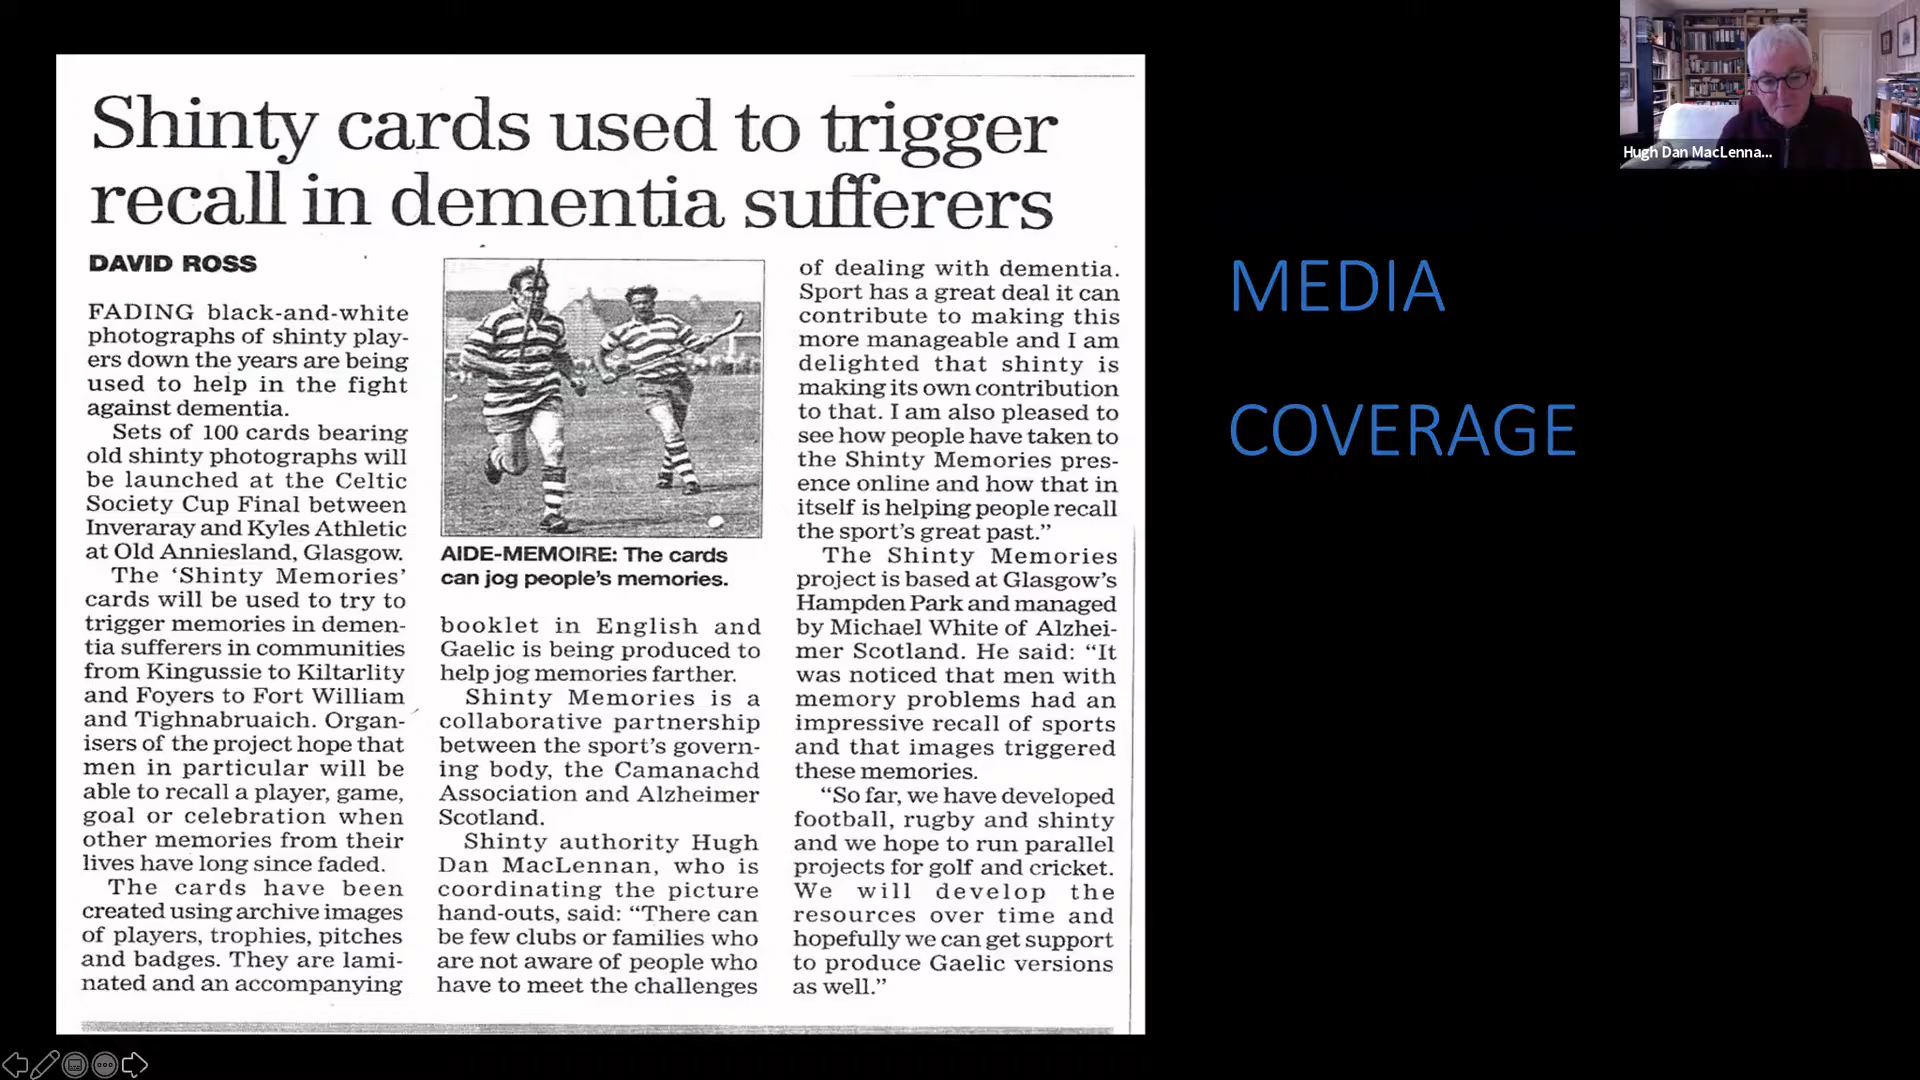 Shinty cards used to trigger
recall in dementia sufferers
DAVID ROSS
FADING black-and-white
photographs of shinty play-
ers down the years are being
used to help in the fight
against dementia.
Sets of 100 cards bearing
old shinty photographs will
be launched at the Celtic
Society Cup Final between
Inveraray and Kyles Athletic
at Old Anniesland, Glasgow.
The ‘Shinty Memories’
cards will be used to try to
trigger memories in demen-
tia sufferers in communities
from Kingussie to Kiltarlity
and Foyers to Fort William
and Tighnabruaich. Organ-
isers of the project hope that
men in particular will be
able to recall a player, game,
goal or celebration when
other memories from their
lives have long since faded.
The cards have been
created using archive images
of players, trophies, pitches
and badges. They are lami-
nated and an accompanying
AIDE-MEMOIRE: The cards
can jog people’s memories.
booklet in English and
Gaelic is being produced to
help jog memories farther.
Shinty Memories is a
collaborative partnership
between the sport’s govern-
ing body, the Camanachd
Association and Alzheimer
Scotland.
Shinty authority Hugh
Dan MacLennan, who is
coordinating the picture
hand-outs, said: “There can
be few clubs or families who
are not aware of people who
have to meet the challenges
of dealing with dementia.
Sport has a great deal it can
contribute to making this
more manageable and I am
delighted that shinty is
making its own contribution
to that. I am also pleased to
see how people have taken to
the Shinty Memories pres-
ence online and how that in
itself is helping people recall
the sport’s great past.”
The Shinty Memories
project is based at Glasgow’s
Hampden Park and managed
by Michael White of Alzhei-
mer Scotland. He said: “It
was noticed that men with
memory problems had an
impressive recall of sports
and that images triggered
these memories.
“So far, we have developed
football, rugby and shinty
and we hope to run parallel
projects for golf and cricket.
We will develop the
resources over time and
hopefully we can get support
to produce Gaelic versions
as well.”
MEDIA
COVERAGE
Hugh Dan MacLenna...